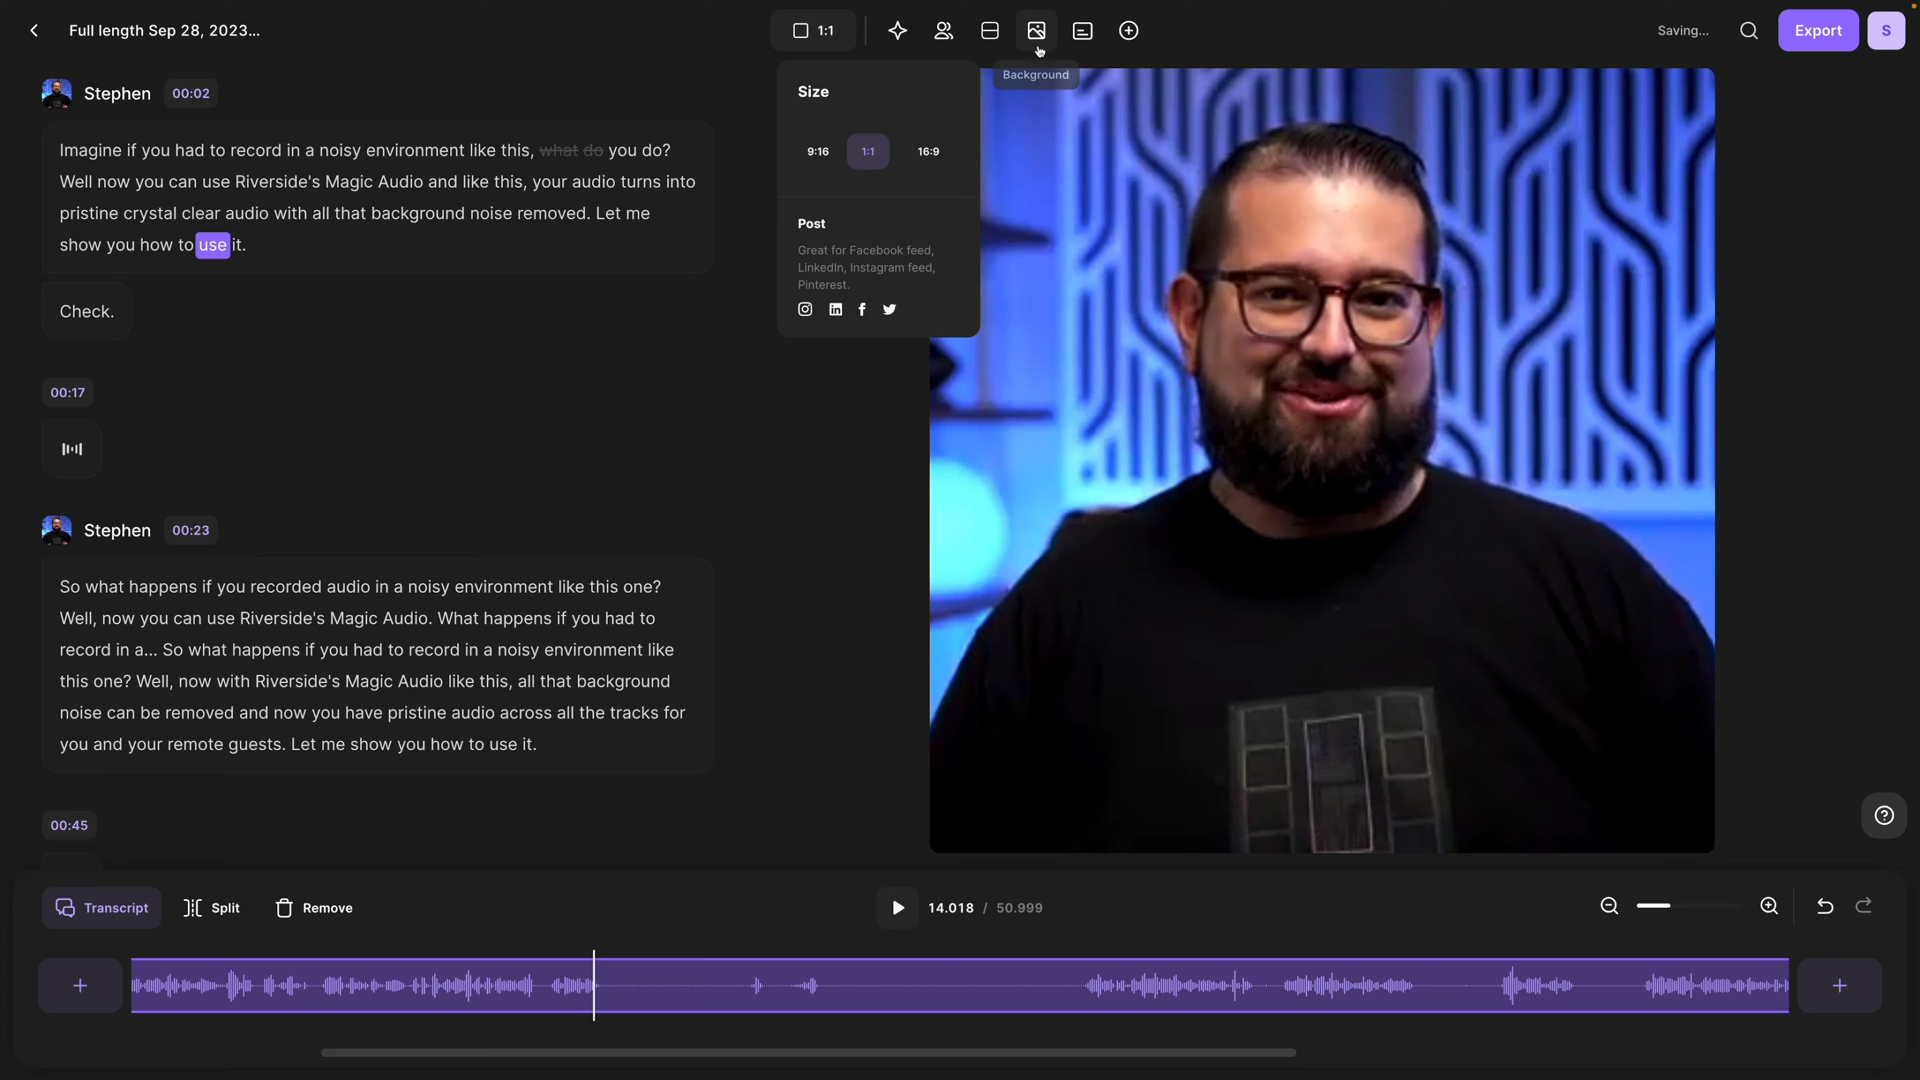 Full length Sep 28, 2023...
1:1
Saving...
Export
S
Background
Stephen 00:02
Imagine if you had to record in a noisy environment like this, what do you do?
Well now you can use Riverside's Magic Audio and like this, your audio turns into
pristine crystal clear audio with all that background noise removed. Let me
show you how to use it.
Check.
00:17
Stephen 00:23
So what happens if you recorded audio in a noisy environment like this one?
Well, now you can use Riverside's Magic Audio. What happens if you had to
record in a... So what happens if you had to record in a noisy environment like
this one? Well, now with Riverside's Magic Audio like this, all that background
noise can be removed and now you have pristine audio across all the tracks for
you and your remote guests. Let me show you how to use it.
00:45
Size
9:16 1:1 16:9
Post
Great for Facebook feed,
LinkedIn, Instagram feed,
Pinterest.
Transcript Split Remove
14.018 / 50.999